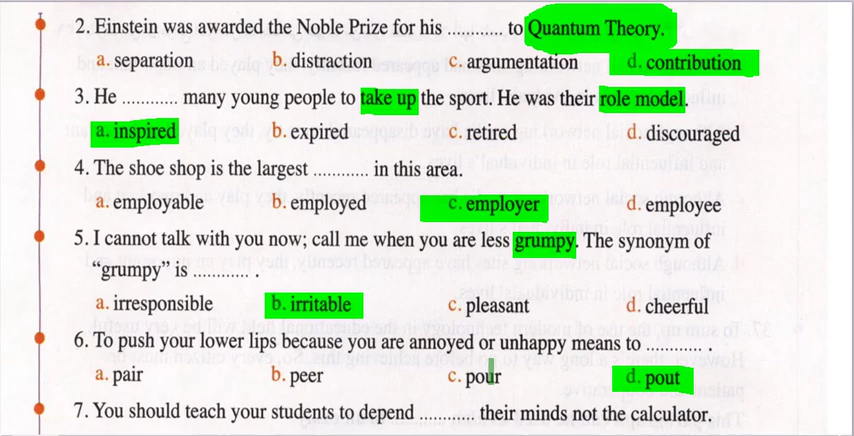 2. Einstein was awarded the Noble Prize for his ........... to Quantum Theory.
a. separation b. distraction c. argumentation d. contribution
3. He ............ many young people to take up the sport. He was their role model.
a. inspired b. expired c. retired d. discouraged
4. The shoe shop is the largest ............ in this area.
a. employable b. employed c. employer d. employee
5. I cannot talk with you now; call me when you are less grumpy. The synonym of
“grumpy” is ............ .
a. irresponsible b. irritable c. pleasant d. cheerful
6. To push your lower lips because you are annoyed or unhappy means to ............ .
a. pair b. peer c. pour d. pout
7. You should teach your students to depend ............ their minds not the calculator.